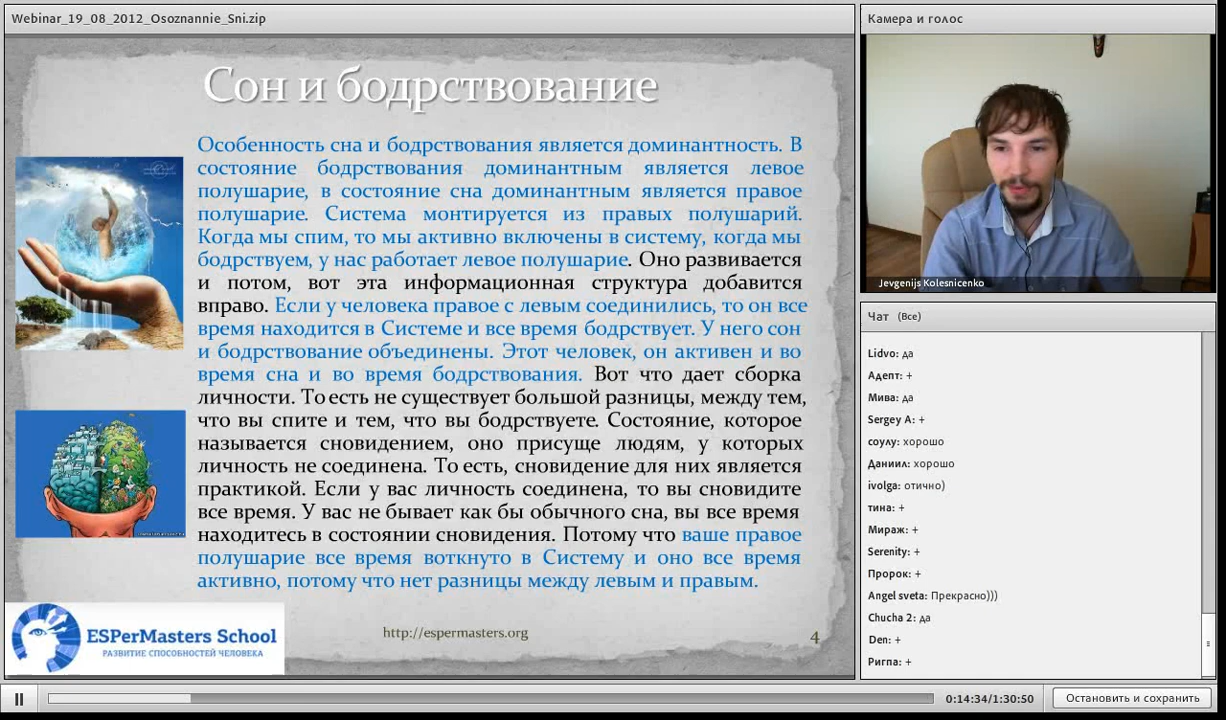 Webinar_19_08_2012_Osoznannie_Sni.zip
Сон и бодрствование
Особенность сна и бодрствования является доминантность. В
состояние бодрствования доминантным является левое
полушарие, в состояние сна доминантным является правое
полушарие. Система монтируется из правых полушарий.
Когда мы спим, то мы активно включены в систему, когда мы
бодрствуем, у нас работает левое полушарие. Оно развивается
и потом, вот эта информационная структура добавится
вправо. Если у человека правое с левым соединились, то он все
время находится в Системе и все время бодрствует. У него сон
и бодрствование объединены. Этот человек, он активен и во
время сна и во время бодрствования. Вот что дает сборка
личности. То есть не существует большой разницы, между тем,
что вы спите и тем, что вы бодрствуете. Состояние, которое
называется сновидением, оно присуще людям, у которых
личность не соединена. То есть, сновидение для них является
практикой. Если у вас личность соединена, то вы сновидите
все время. У вас не бывает как бы обычного сна, вы все время
находитесь в состоянии сновидения. Потому что ваше правое
полушарие все время воткнуто в Систему и оно все время
активно, потому что нет разницы между левым и правым.
ESPerMasters School
РАЗВИТИЕ СПОСОБНОСТЕЙ ЧЕЛОВЕКА
http://espermasters.org
4
Камера и голос
Jevgenijs Kolesnicenko
Чат (Все)
Lidvo: да
Адепт: +
Мива: да
Sergey A: +
соулу: хорошо
Даниил: хорошо
ivolga: отично)
тина: +
Мираж: +
Serenity: +
Пророк: +
Angel sveta: Прекрасно)))
Chucha 2: да
Den: +
Ригпа: +
0:14:34/1:30:50
Остановить и сохранить